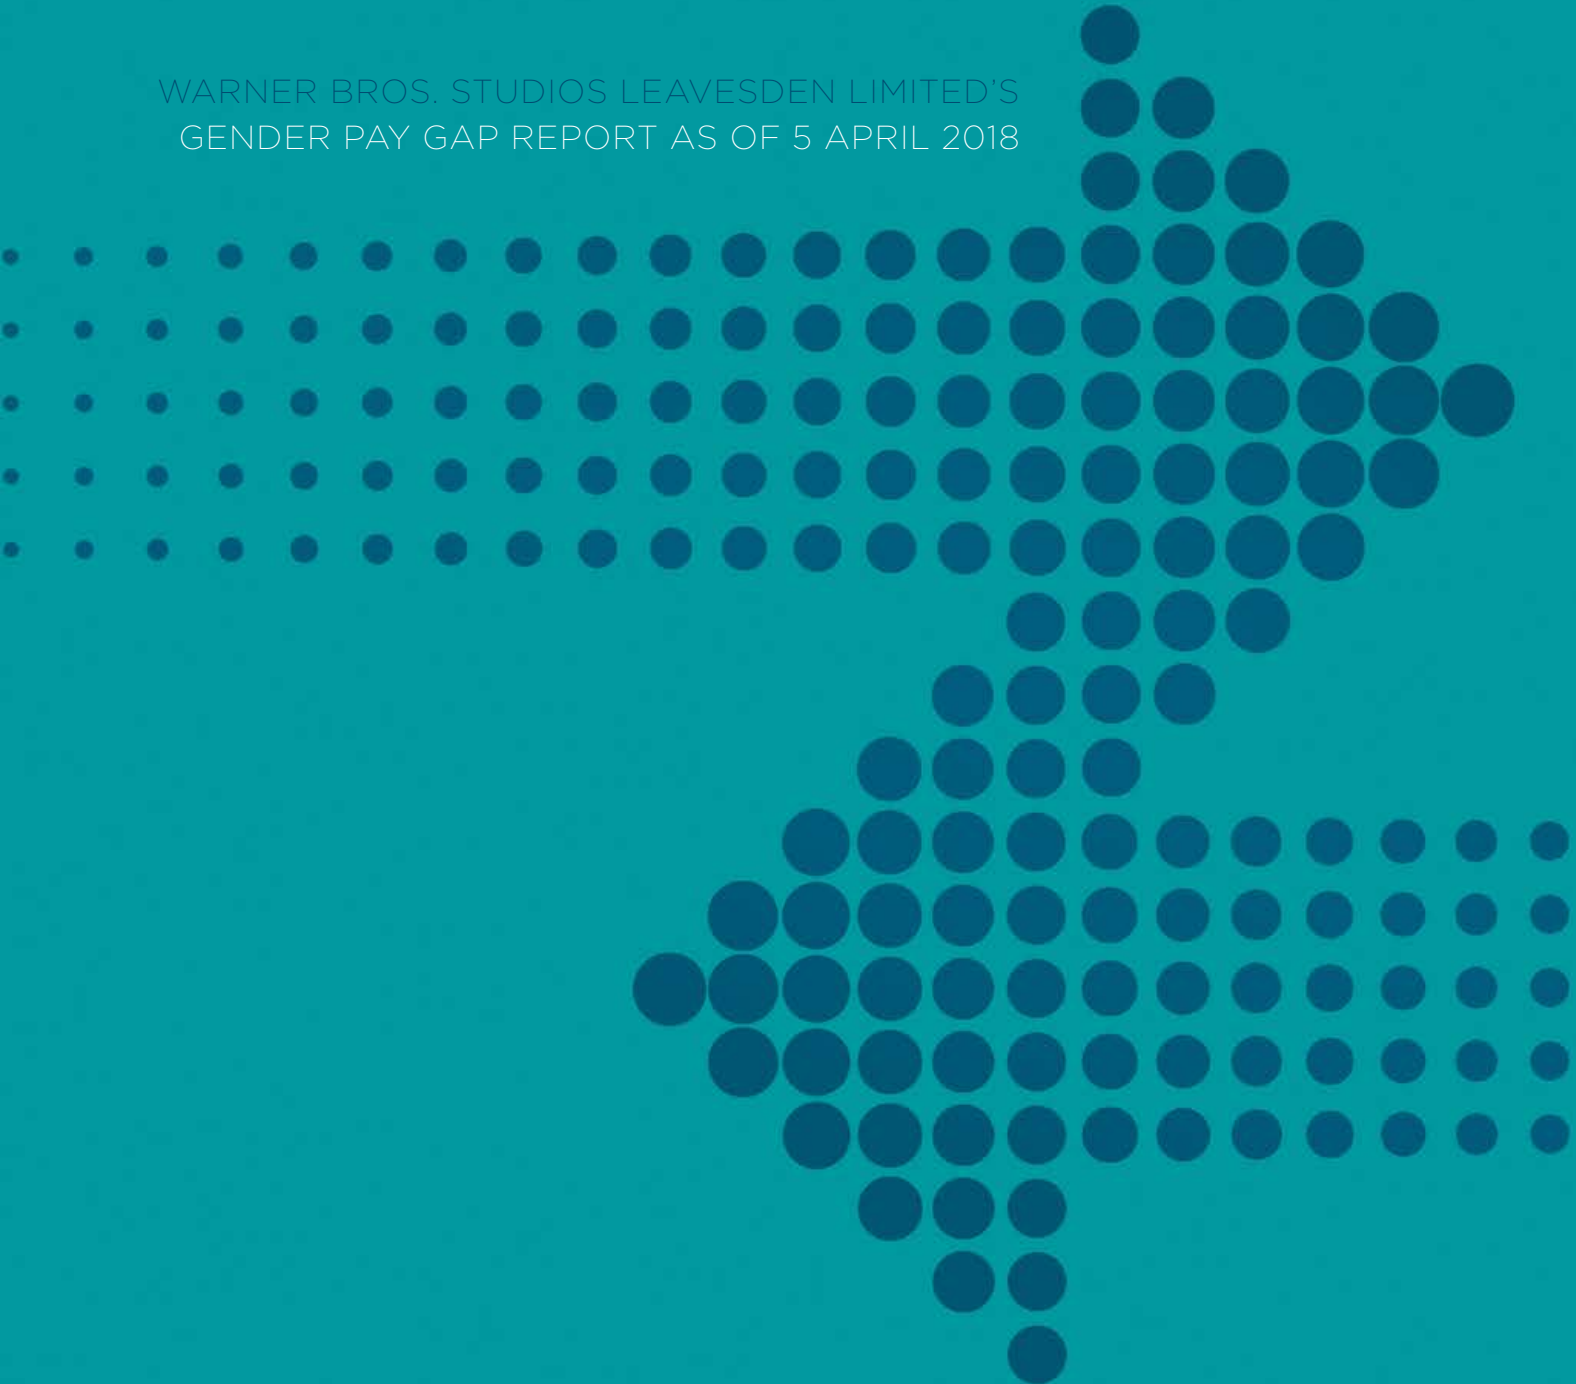 WARNER BROS. STUDIOS LEAVESDEN LIMITED'S
GENDER PAY GAP REPORT AS OF 5 APRIL 2018